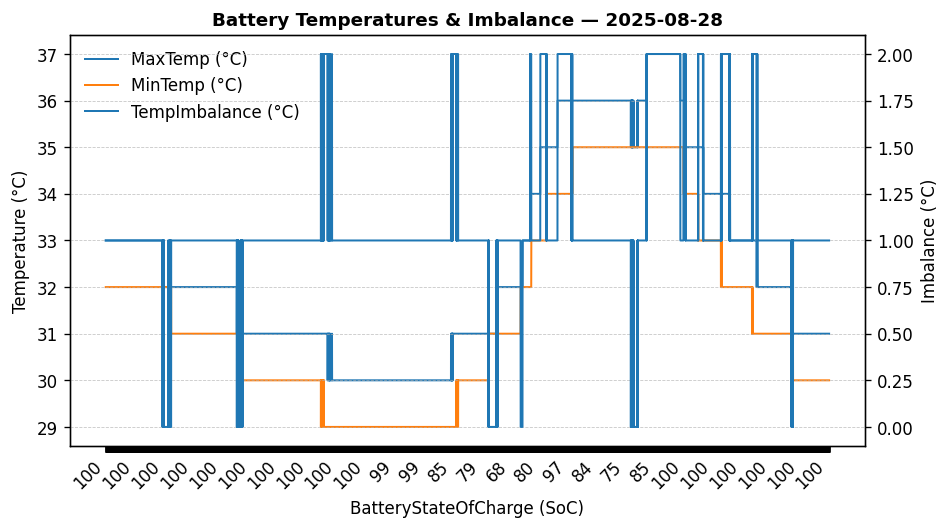 Battery Temperatures & Imbalance — 2025-08-28
MaxTemp (°C)
MinTemp (°C)
TempImbalance (°C)
Temperature (°C)
37
36
35
34
33
32
31
30
29
2.00
1.75
1.50
1.25
1.00
0.75
0.50
0.25
0.00
Imbalance (°C)
100 100 100 100 100 100 100 100 100 99 99 85 79 68 80 97 84 75 85 100 100 100 100 100 100
BatteryStateOfCharge (SoC)